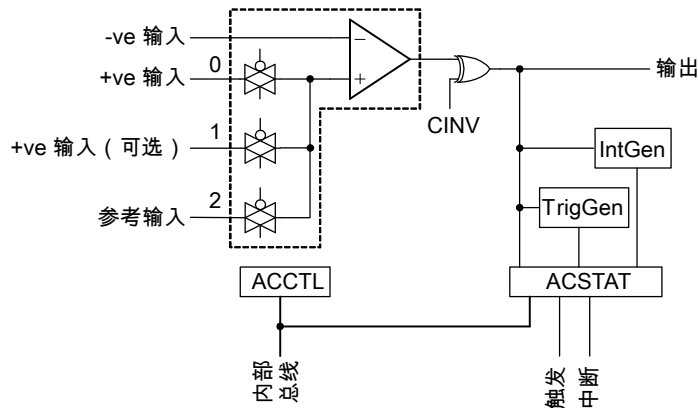 -ve 输入
+ve 输入
0
+ve 输入（可选）
1
参考输入
2
−
+
CINV
输出
IntGen
TrigGen
ACCTL
ACSTAT
内部
总线
触发
中断